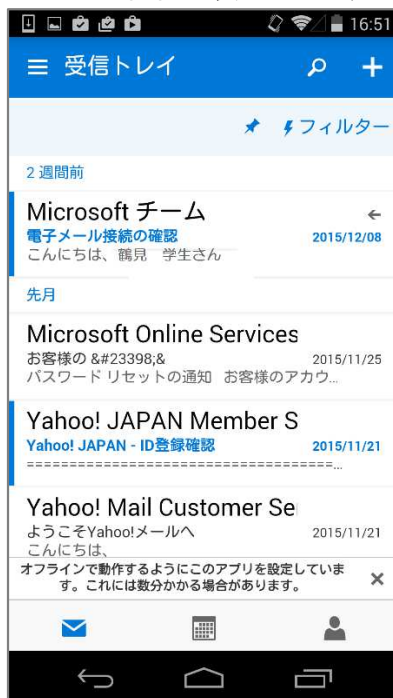 16:51
受信トレイ
フィルター
2 週間前
Microsoft チーム
電子メール接続の確認 2015/12/08
こんにちは、鶴見 学生さん
先月
Microsoft Online Services
お客様の &#23398;& 2015/11/25
パスワード リセットの通知 お客様のアカウ...
Yahoo! JAPAN Member S
Yahoo! JAPAN - ID登録確認 2015/11/21
=====================================...
Yahoo! Mail Customer Se
ようこそYahoo!メールへ 2015/11/21
こんにちは、
オフラインで動作するようにこのアプリを設定していま
す。これには数分かかる場合があります。